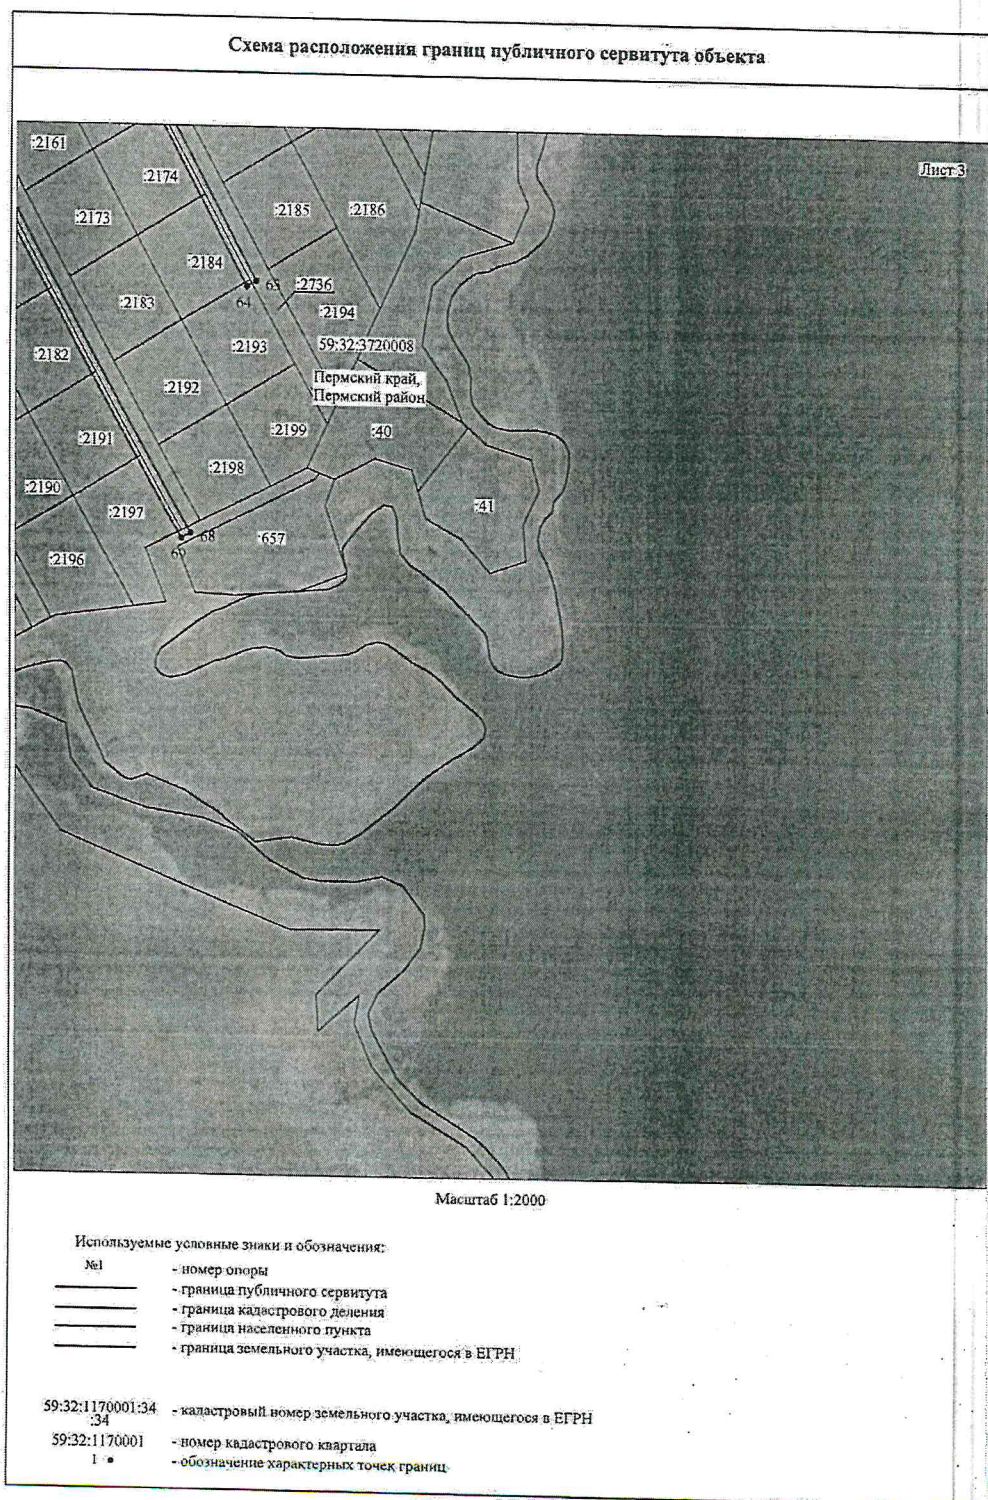 Схема расположения границ публичного сервитута объекта
Лист 3
:2161
:2174
:2173
:2185
:2186
:2184
63
64
:2736
:2183
:2194
59:32:3720008
:2193
:2182
Пермский край,
Пермский район
:2192
:2199
:40
:2191
:2198
:2190
:41
:2197
68
:657
:2196
Масштаб 1:2000
Используемые условные знаки и обозначения:
№1 - номер опоры
- граница публичного сервитута
- граница кадастрового деления
- граница населенного пункта
- граница земельного участка, имеющегося в ЕГРН
59:32:1170001:34
:34
- кадастровый номер земельного участка, имеющегося в ЕГРН
59:32:1170001 - номер кадастрового квартала
1 - обозначение характерных точек границ